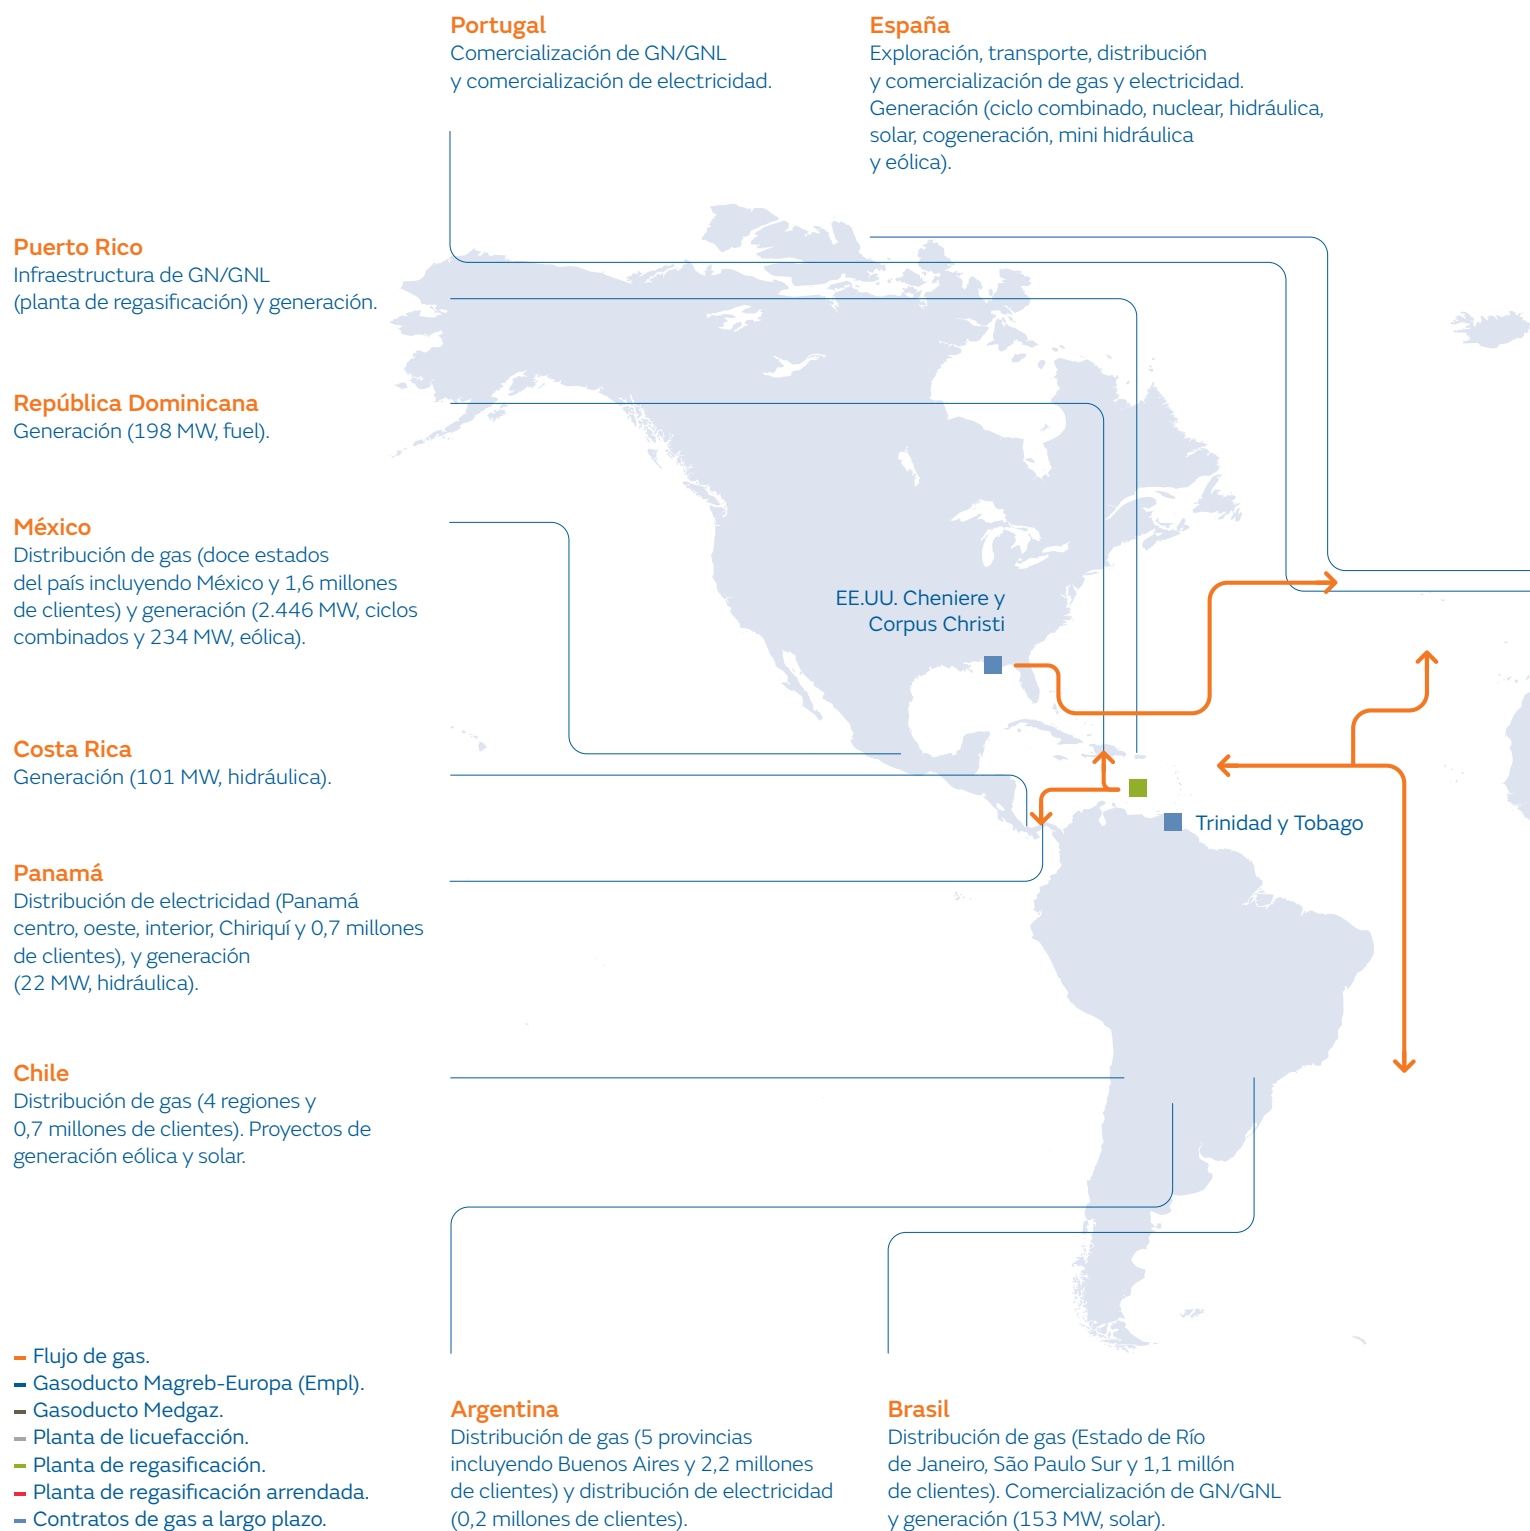 Portugal
Comercialización de GN/GNL
y comercialización de electricidad.
España
Exploración, transporte, distribución
y comercialización de gas y electricidad.
Generación (ciclo combinado, nuclear, hidráulica,
solar, cogeneración, mini hidráulica
y eólica).
Puerto Rico
Infraestructura de GN/GNL
(planta de regasificación) y generación.
República Dominicana
Generación (198 MW, fuel).
México
Distribución de gas (doce estados
del país incluyendo México y 1,6 millones
de clientes) y generación (2.446 MW, ciclos
combinados y 234 MW, eólica).
EE.UU. Cheniere y
Corpus Christi
Costa Rica
Generación (101 MW, hidráulica).
Trinidad y Tobago
Panamá
Distribución de electricidad (Panamá
centro, oeste, interior, Chiriquí y 0,7 millones
de clientes), y generación
(22 MW, hidráulica).
Chile
Distribución de gas (4 regiones y
0,7 millones de clientes). Proyectos de
generación eólica y solar.
Flujo de gas.
Gasoducto Magreb-Europa (Empl).
Gasoducto Medgaz.
Planta de licuefacción.
Planta de regasificación.
Planta de regasificación arrendada.
Contratos de gas a largo plazo.
Argentina
Distribución de gas (5 provincias
incluyendo Buenos Aires y 2,2 millones
de clientes) y distribución de electricidad
(0,2 millones de clientes).
Brasil
Distribución de gas (Estado de Río
de Janeiro, São Paulo Sur y 1,1 millón
de clientes). Comercialización de GN/GNL
y generación (153 MW, solar).